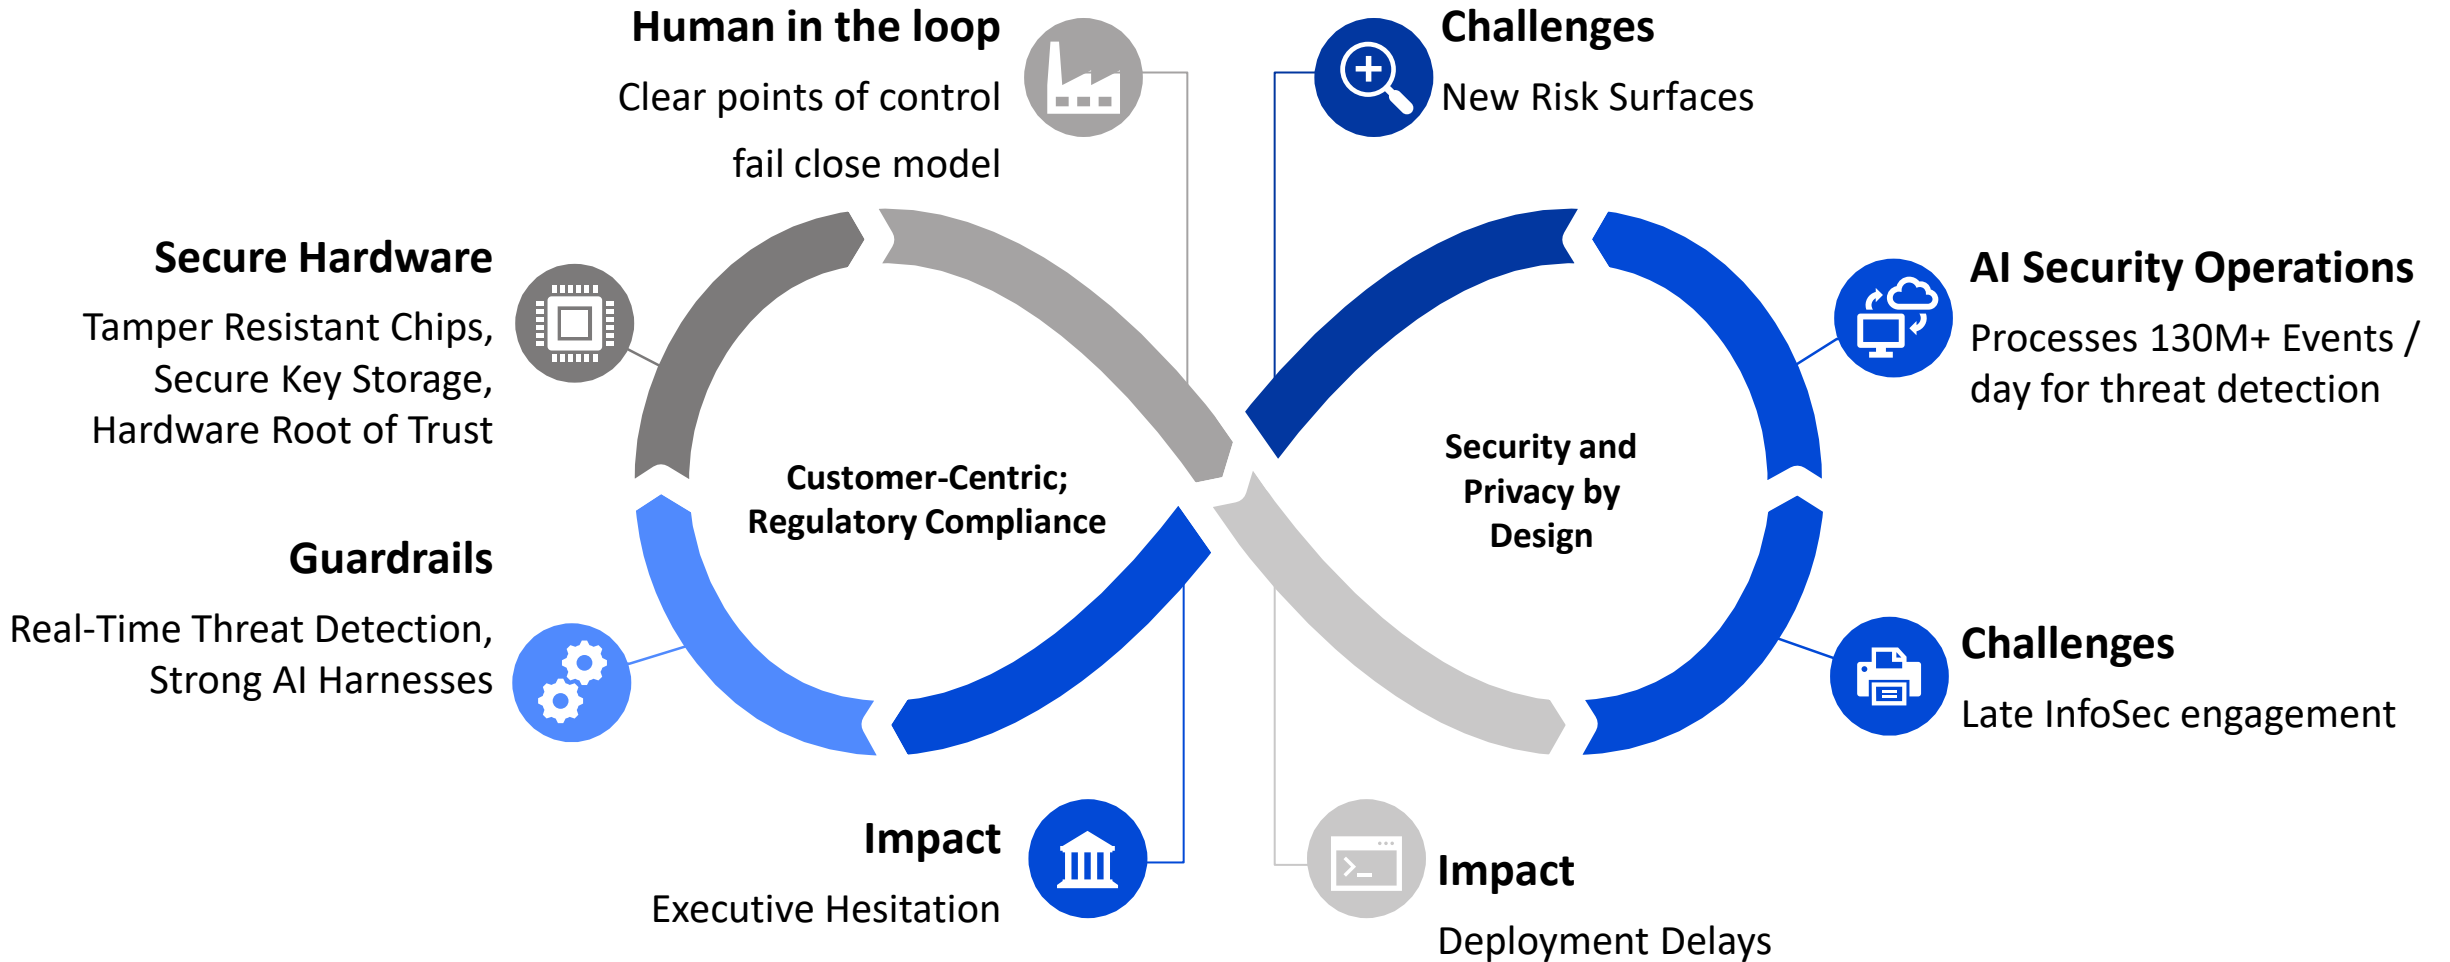 Human in the loop
Clear points of control
fail close model
Challenges
New Risk Surfaces
Secure Hardware
Tamper Resistant Chips,
Secure Key Storage,
Hardware Root of Trust
AI Security Operations
Processes 130M+ Events /
day for threat detection
Customer-Centric;
Regulatory Compliance
Security and
Privacy by
Design
Guardrails
Real-Time Threat Detection,
Strong AI Harnesses
Challenges
Late InfoSec engagement
Impact
Executive Hesitation
Impact
Deployment Delays